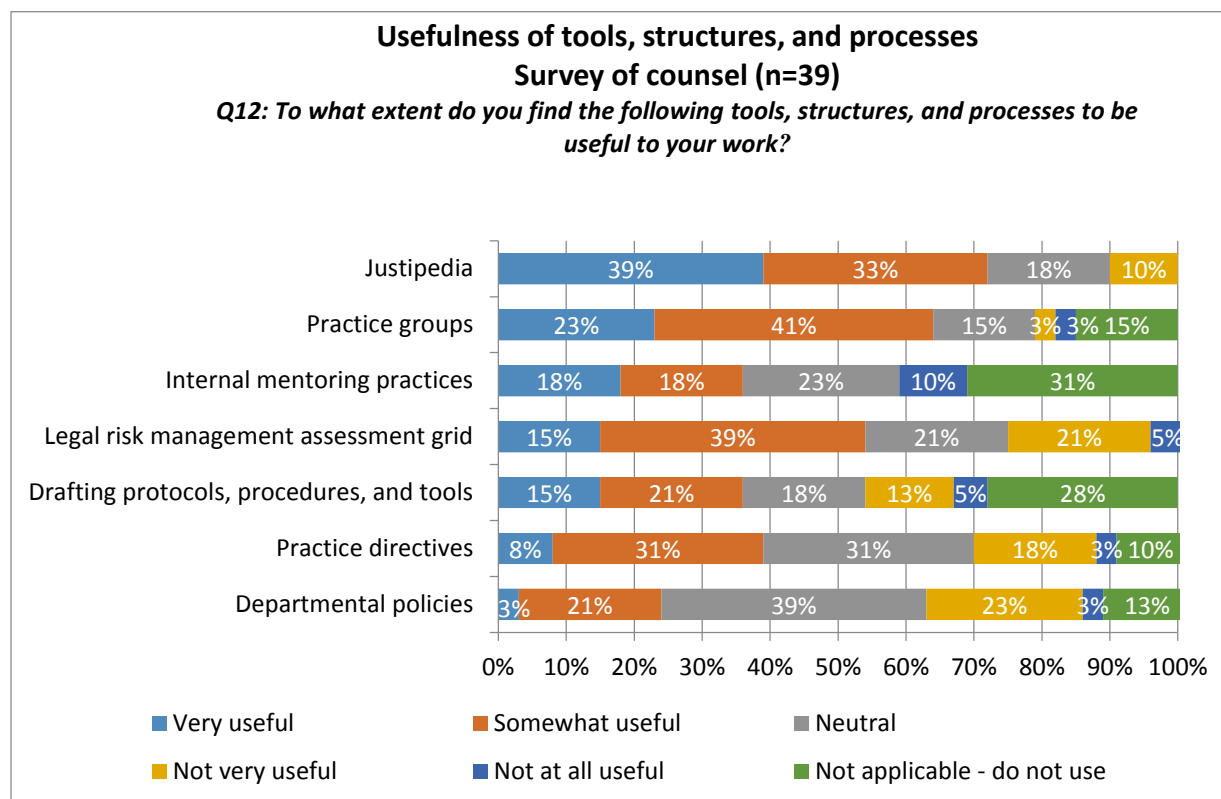 Usefulness of tools, structures, and processes
Survey of counsel (n=39)
Q12: To what extent do you find the following tools, structures, and processes to be
useful to your work?
Justipedia 39% 33% 18% 10%
Practice groups 23% 41% 15% 3% 3% 15%
Internal mentoring practices 18% 18% 23% 10% 31%
Legal risk management assessment grid 15% 39% 21% 21% 5%
Drafting protocols, procedures, and tools 15% 21% 18% 13% 5% 28%
Practice directives 8% 31% 31% 18% 3% 10%
Departmental policies 3% 21% 39% 23% 3% 13%
0% 10% 20% 30% 40% 50% 60% 70% 80% 90% 100%
Very useful Somewhat useful Neutral
Not very useful Not at all useful Not applicable - do not use